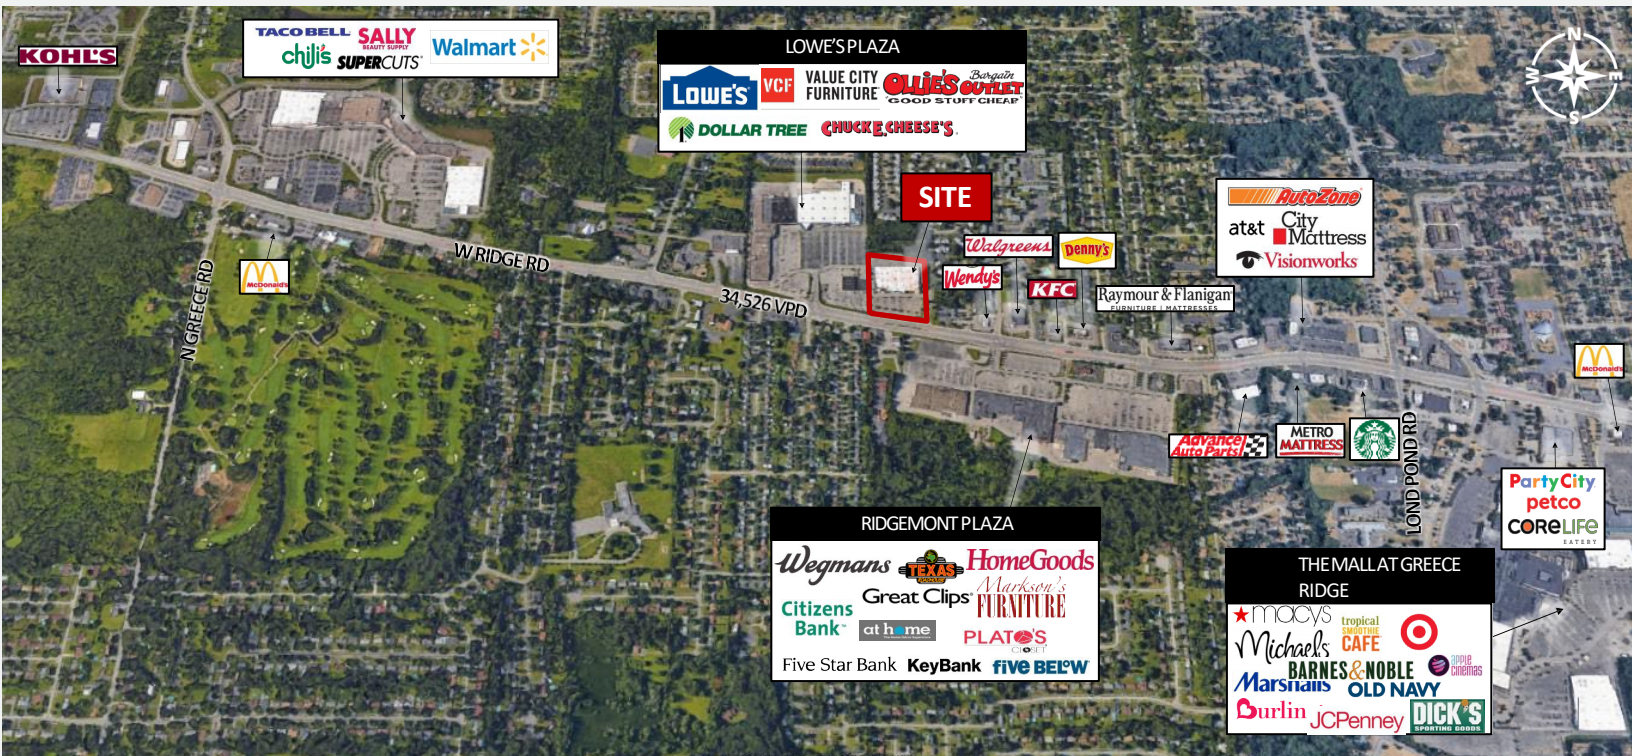 KOHL'S
TACO BELL
SALLY
BEAUTY SUPPLY
chili's
SUPERCUTS
Walmart
LOWE'S PLAZA
LOWE'S
VCF
VALUE CITY
FURNITURE
OLLIE'S
Bargain
OUTLET
"GOOD STUFF CHEAP"
1
DOLLAR TREE
CHUCK E. CHEESE'S
N
W
E
S
SITE
Walgreens
Denny's
Wendy's
KFC
Raymour & Flanigan
FURNITURE | MATTRESSES
AutoZone
at&t
City
Mattress
Visionworks
McDonald's
W RIDGE RD
34,526 VPD
N GREECE RD
McDonald's
Advance
Auto Parts
METRO
MATTRESS
LOND POND RD
Party City
petco
CORELIFE
EATERY
RIDGEMONT PLAZA
Wegmans
TEXAS
ROADHOUSE
HomeGoods
Great Clips
Markson's
FURNITURE
Citizens
Bank
at home
PLATO'S
CLOSET
Five Star Bank
KeyBank
five BELOW
THE MALL AT GREECE
RIDGE
macys
tropical
SMOOTHIE
CAFE
Michaels
BARNES & NOBLE
apple
cinemas
Marshalls
OLD NAVY
Burlin
JCPenney
DICK'S
SPORTING GOODS